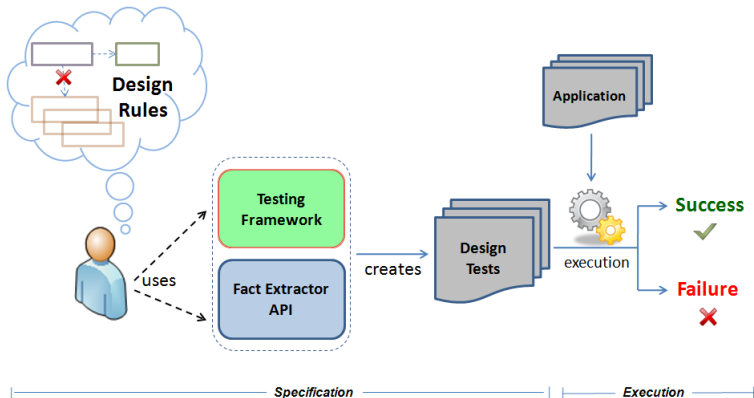 Design
Rules
Application
Testing
Framework
uses
Fact Extractor
API
creates
Design
Tests
execution
Success
Failure
Specification
Execution